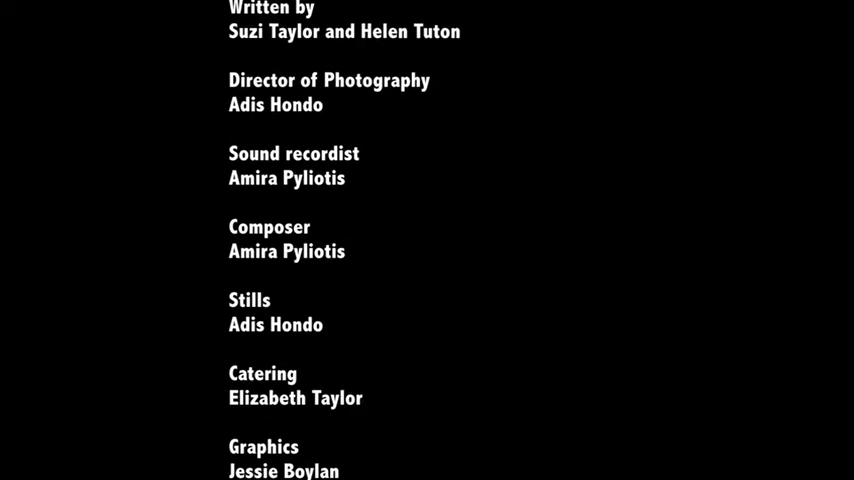 Written by
Suzi Taylor and Helen Tuton
Director of Photography
Adis Hondo
Sound recordist
Amira Pyliotis
Composer
Amira Pyliotis
Stills
Adis Hondo
Catering
Elizabeth Taylor
Graphics
Jessie Boylan